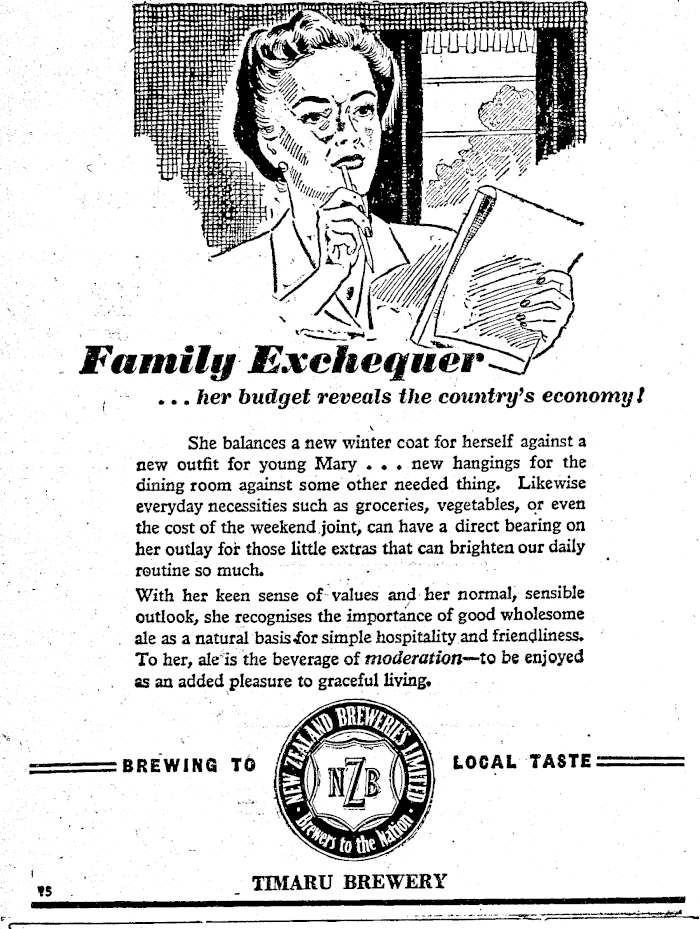 Family Exchequer
... her budget reveals the country's economy!
She balances a new winter coat for herself against a
new outfit for young Mary . . . new hangings for the
dining room against some other needed thing. Likewise
everyday necessities such as groceries, vegetables, or even
the cost of the weekend joint, can have a direct bearing on
her outlay for those little extras that can brighten our daily
routine so much.
With her keen sense of values and her normal, sensible
outlook, she recognises the importance of good wholesome
ale as a natural basis for simple hospitality and friendliness.
To her, ale is the beverage of moderation—to be enjoyed
as an added pleasure to graceful living.
NEW ZEALAND BREWERIES LIMITED
BREWING TO
NZB
LOCAL TASTE
Brewers to the Nation
TIMARU BREWERY